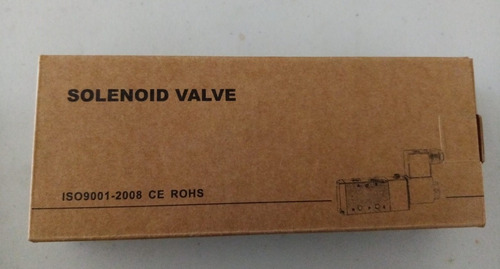 SOLENOID VALVE
ISO9001-2008 CE ROHS